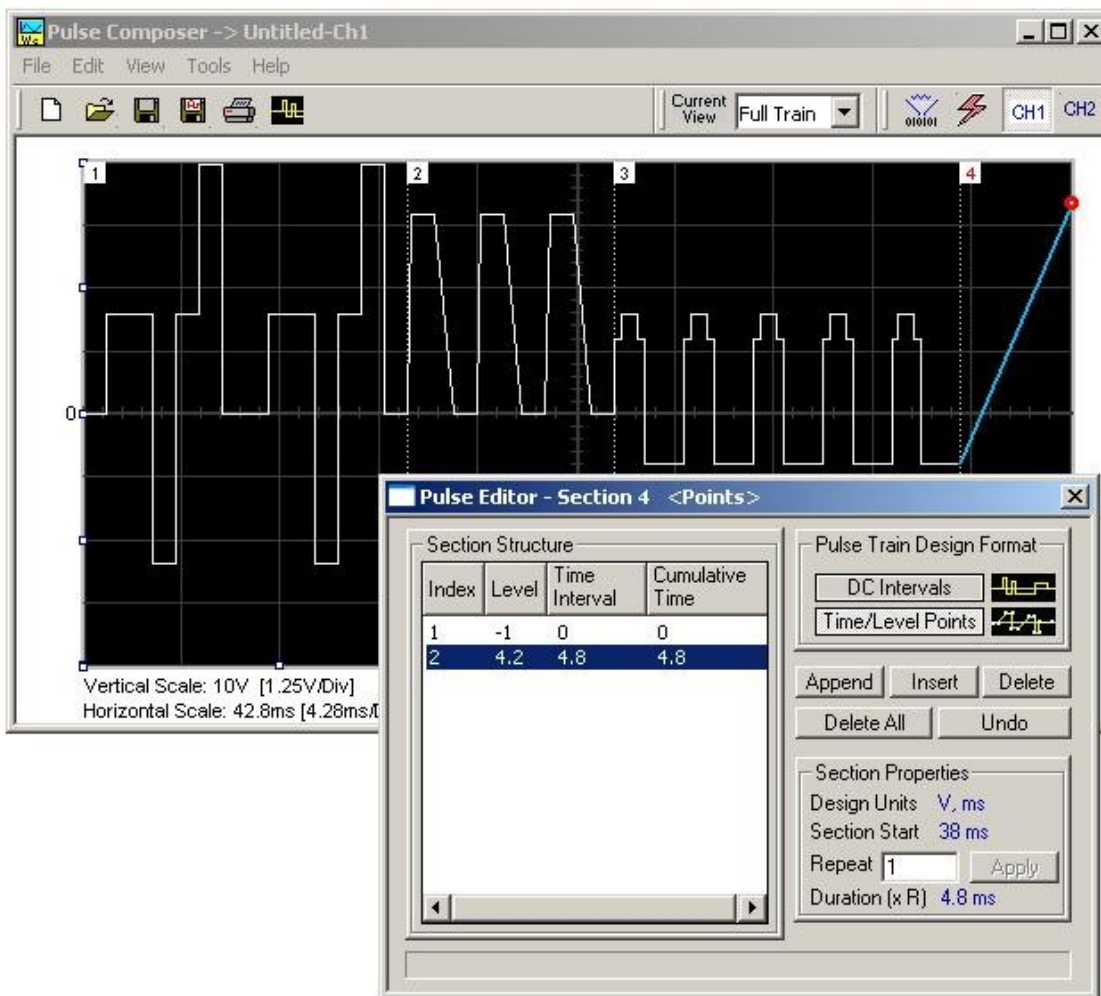 Pulse Composer -> Untitled-Ch1
File Edit View Tools Help
Current View Full Train 010101 CH1 CH2
1 2 3 4
0
Vertical Scale: 10V [1.25V/Div]
Horizontal Scale: 42.8ms [4.28ms/
Pulse Editor - Section 4 <Points>
Section Structure
Index Level Time Interval Cumulative Time
1 -1 0 0
2 4.2 4.8 4.8
Pulse Train Design Format
DC Intervals
Time/Level Points
Append Insert Delete
Delete All Undo
Section Properties
Design Units V, ms
Section Start 38 ms
Repeat 1 Apply
Duration (x R) 4.8 ms